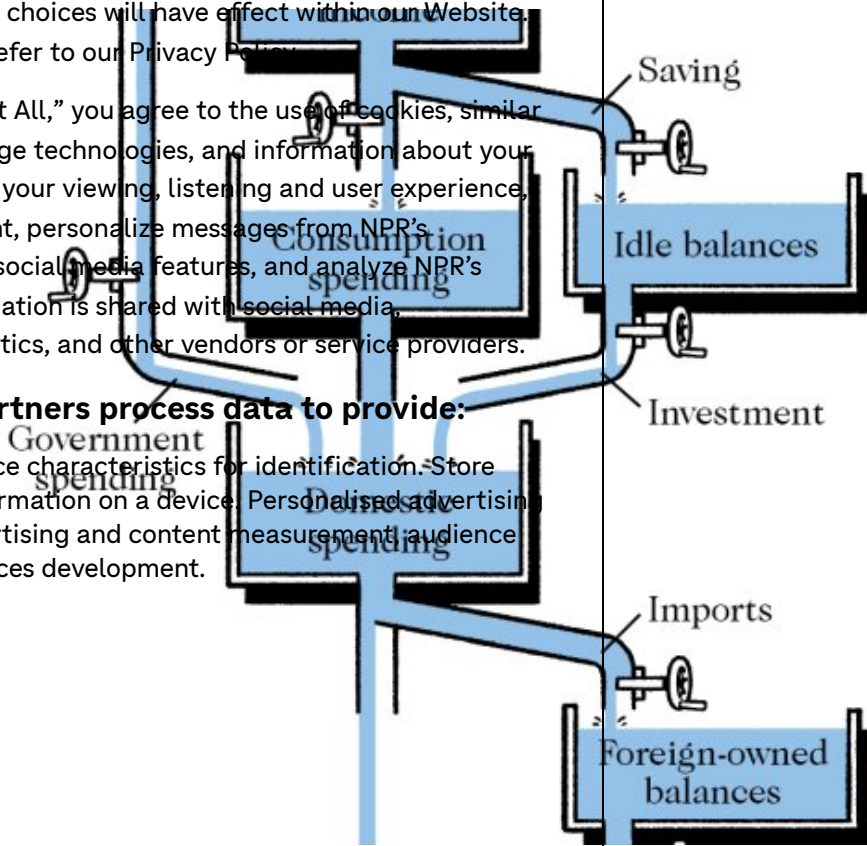 choices will have effect within our Website.
income
efer to our Privacy Policy
Saving
t All,” you agree to the use of cookies, similar
ge technologies, and information about your
your viewing, listening and user experience,
nt, personalize messages from NPR’s
Consumption
spending
Idle balances
social media features, and analyze NPR’s
ation is shared with social media,
tics, and other vendors or service providers.
rtners process data to provide:
Investment
Government
spending
ce characteristics for identification. Store
rmation on a device. Personalised advertising
Domestic
spending
rtising and content measurement, audience
ces development.
Imports
Foreign-owned
balances